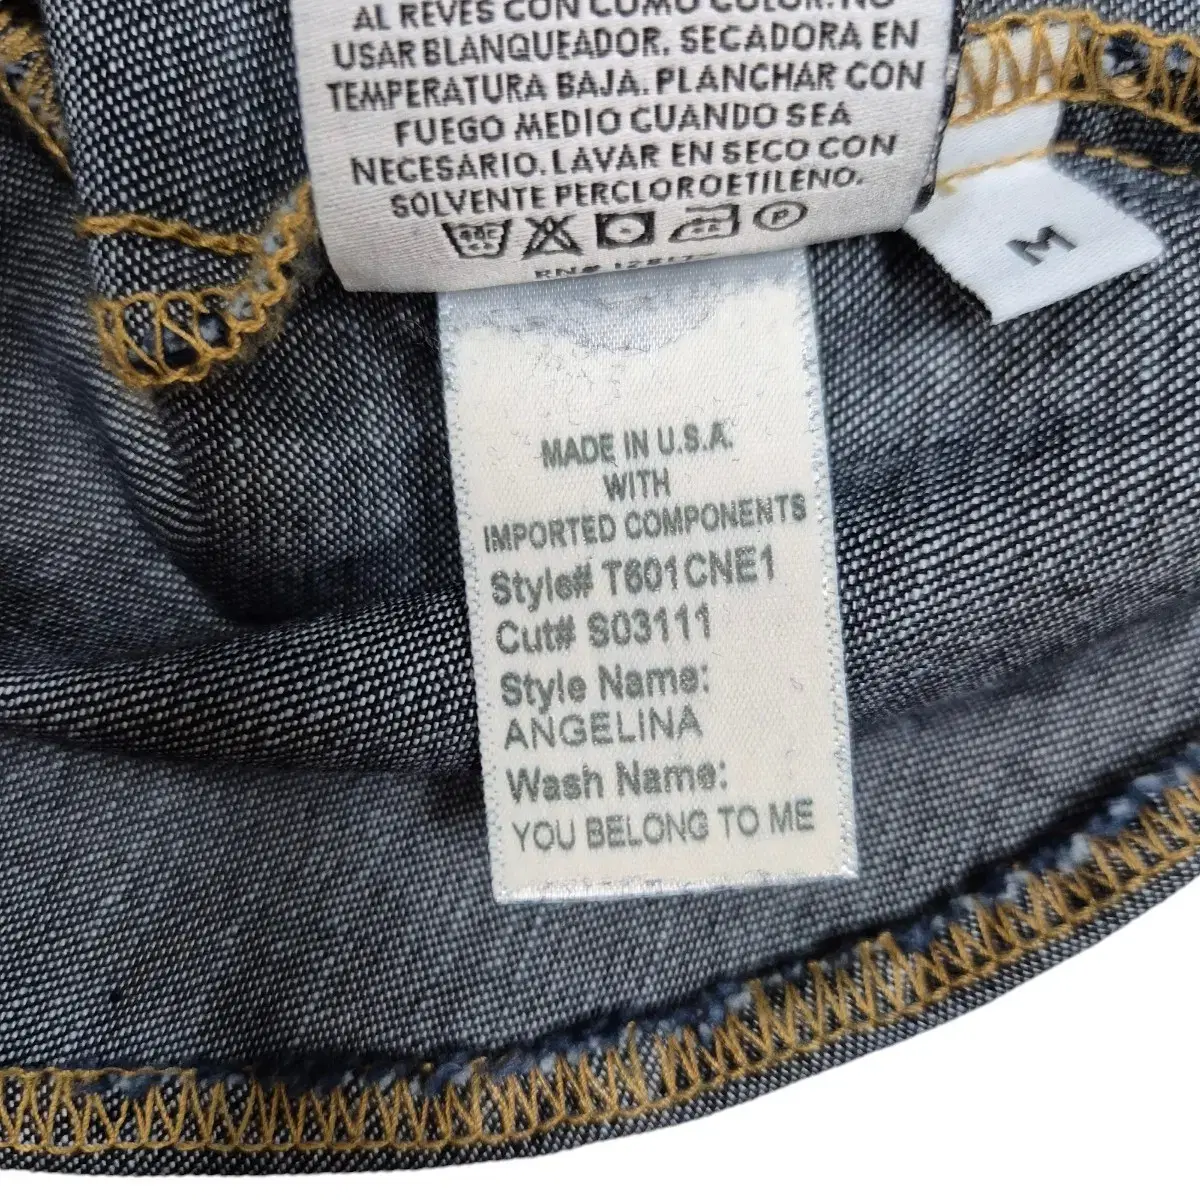 AL REVES CON COMO COLOR. NO
USAR BLANQUEADOR. SECADORA EN
TEMPERATURA BAJA. PLANCHAR CON
FUEGO MEDIO CUANDO SEA
NECESARIO. LAVAR EN SECO CON
SOLVENTE PERCLOROETILENO.
P
RN#
M
MADE IN U.S.A.
WITH
IMPORTED COMPONENTS
Style# T601CNE1
Cut# S03111
Style Name:
ANGELINA
Wash Name:
YOU BELONG TO ME